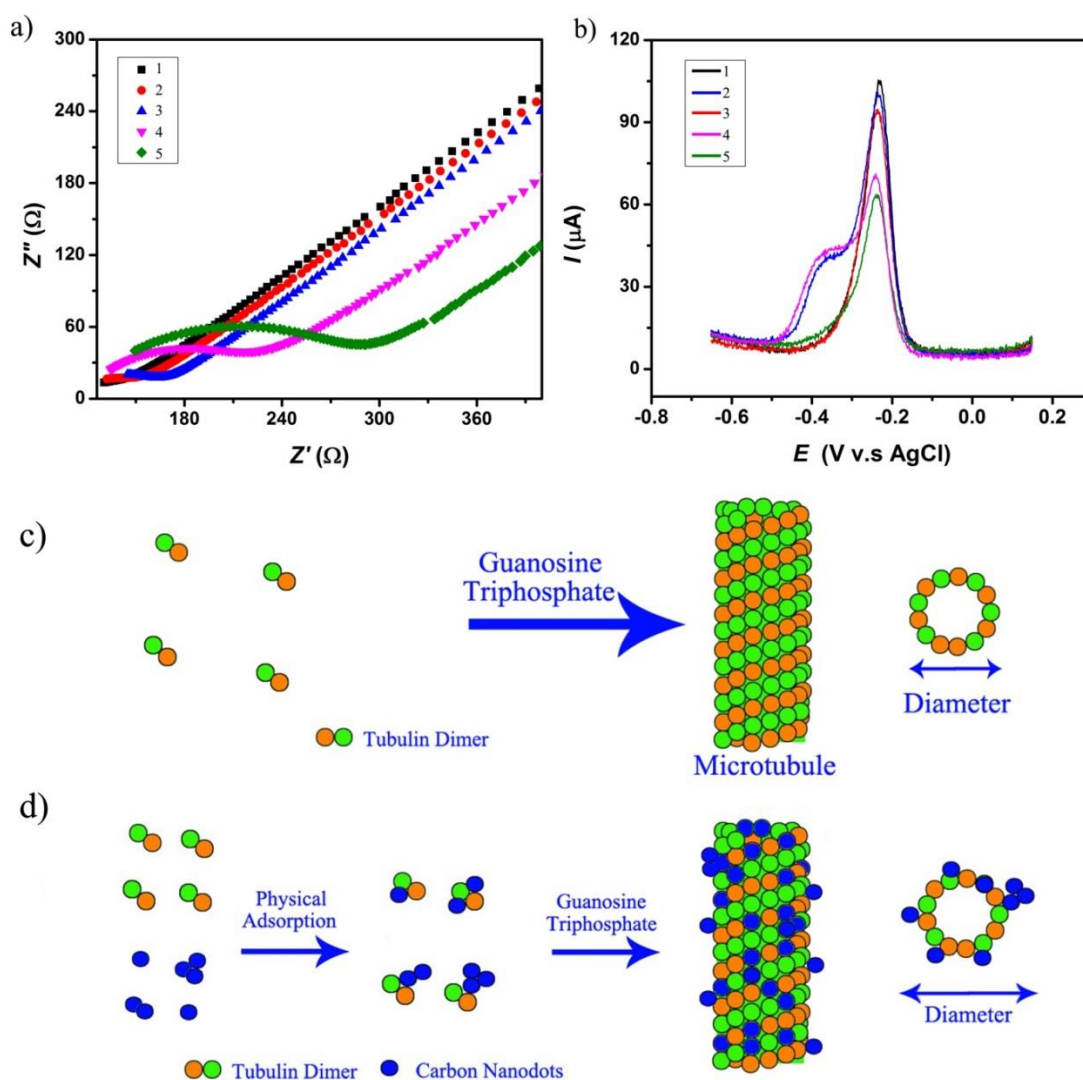 a)
300
240
180
120
60
0
1
2
3
4
5
180 240 300 360
Z″ (Ω)
Z′ (Ω)
b)
120
90
60
30
0
1
2
3
4
5
-0.8 -0.6 -0.4 -0.2 0.0 0.2
I (μA)
E (V v.s AgCl)
c)
Guanosine
Triphosphate
Tubulin Dimer
Microtubule
Diameter
d)
Physical
Adsorption
Guanosine
Triphosphate
Diameter
Tubulin Dimer
Carbon Nanodots